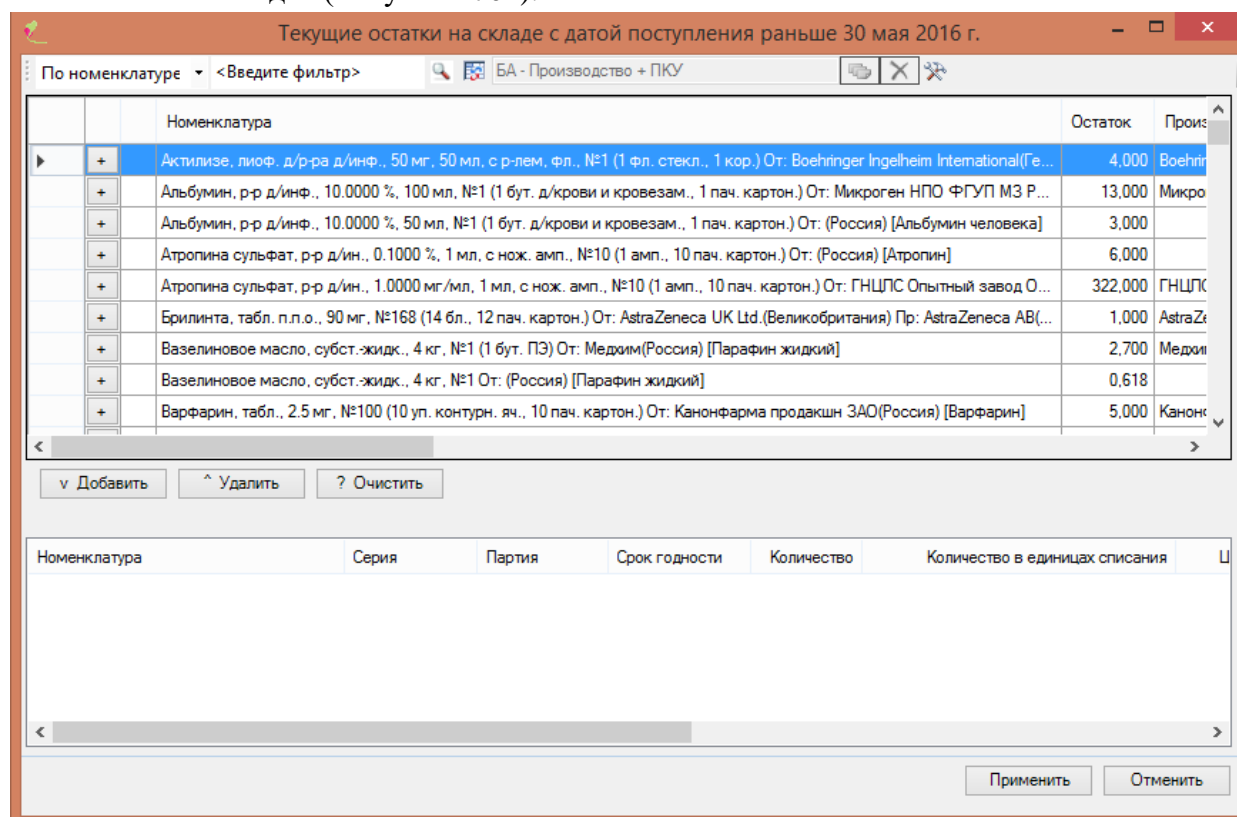 Текущие остатки на складе с датой поступления раньше 30 мая 2016 г.
По номенклатуре <Введите фильтр> БА - Производство + ПКУ
Номенклатура Остаток Произ
+ Актилизе, лиоф. д/р-ра д/инф., 50 мг, 50 мл, с р-лем, фл., №1 (1 фл. стекл., 1 кор.) От: Boehringer Ingelheim International(Ге... 4,000 Boehrin
+ Альбумин, р-р д/инф., 10.0000 %, 100 мл, №1 (1 бут. д/крови и кровезам., 1 пач. картон.) От: Микроген НПО ФГУП МЗ Р... 13,000 Микро
+ Альбумин, р-р д/инф., 10.0000 %, 50 мл, №1 (1 бут. д/крови и кровезам., 1 пач. картон.) От: (Россия) [Альбумин человека] 3,000
+ Атропина сульфат, р-р д/ин., 0.1000 %, 1 мл, с нож. амп., №10 (1 амп., 10 пач. картон.) От: (Россия) [Атропин] 6,000
+ Атропина сульфат, р-р д/ин., 1.0000 мг/мл, 1 мл, с нож. амп., №10 (1 амп., 10 пач. картон.) От: ГНЦЛС Опытный завод О... 322,000 ГНЦЛС
+ Брилинта, табл. п.п.о., 90 мг, №168 (14 бл., 12 пач. картон.) От: AstraZeneca UK Ltd.(Великобритания) Пр: AstraZeneca AB(... 1,000 AstraZe
+ Вазелиновое масло, субст.-жидк., 4 кг, №1 (1 бут. ПЭ) От: Медхим(Россия) [Парафин жидкий] 2,700 Медхим
+ Вазелиновое масло, субст.-жидк., 4 кг, №1 От: (Россия) [Парафин жидкий] 0,618
+ Варфарин, табл., 2.5 мг, №100 (10 уп. контурн. яч., 10 пач. картон.) От: Канонфарма продакшн ЗАО(Россия) [Варфарин] 5,000 Канонф
v Добавить ^ Удалить ? Очистить
Номенклатура Серия Партия Срок годности Количество Количество в единицах списания Ц
Применить Отменить